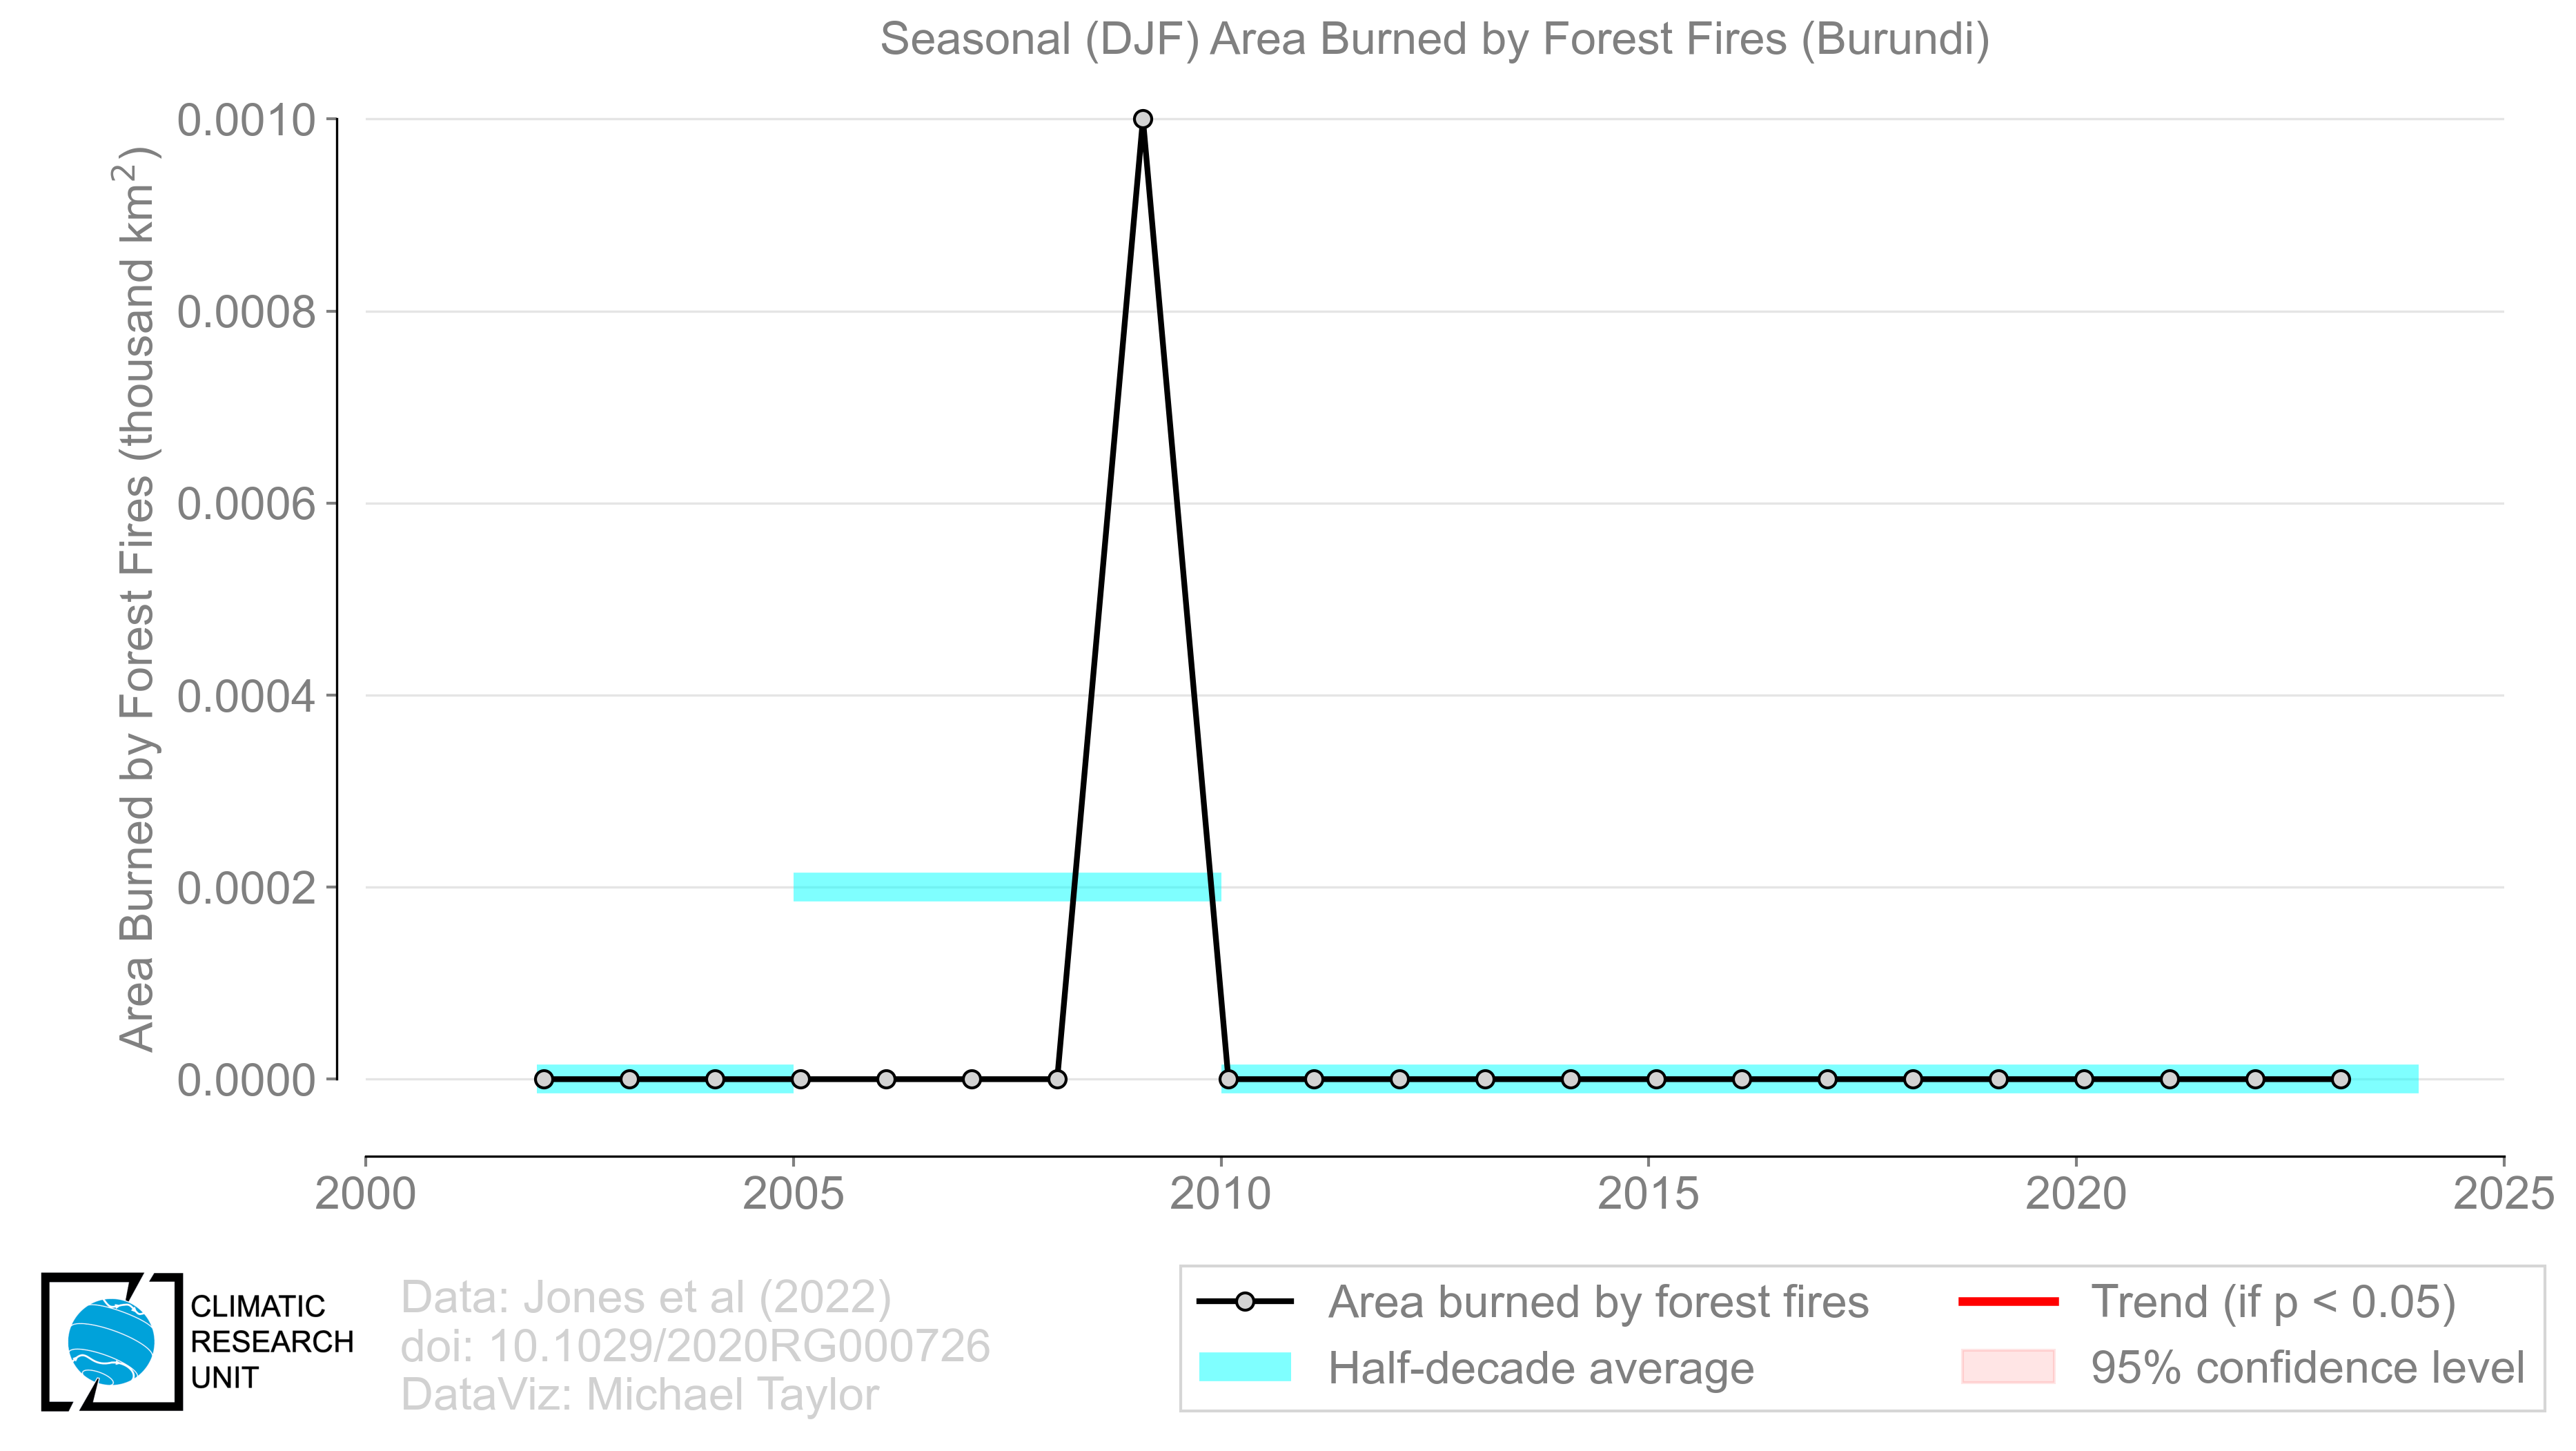 Seasonal (DJF) Area Burned by Forest Fires (Burundi)
Area Burned by Forest Fires (thousand km²)
0.0010
0.0008
0.0006
0.0004
0.0002
0.0000
2000 2005 2010 2015 2020 2025
CLIMATIC
RESEARCH
UNIT
Data: Jones et al (2022)
doi: 10.1029/2020RG000726
DataViz: Michael Taylor
Area burned by forest fires
Half-decade average
Trend (if p < 0.05)
95% confidence level